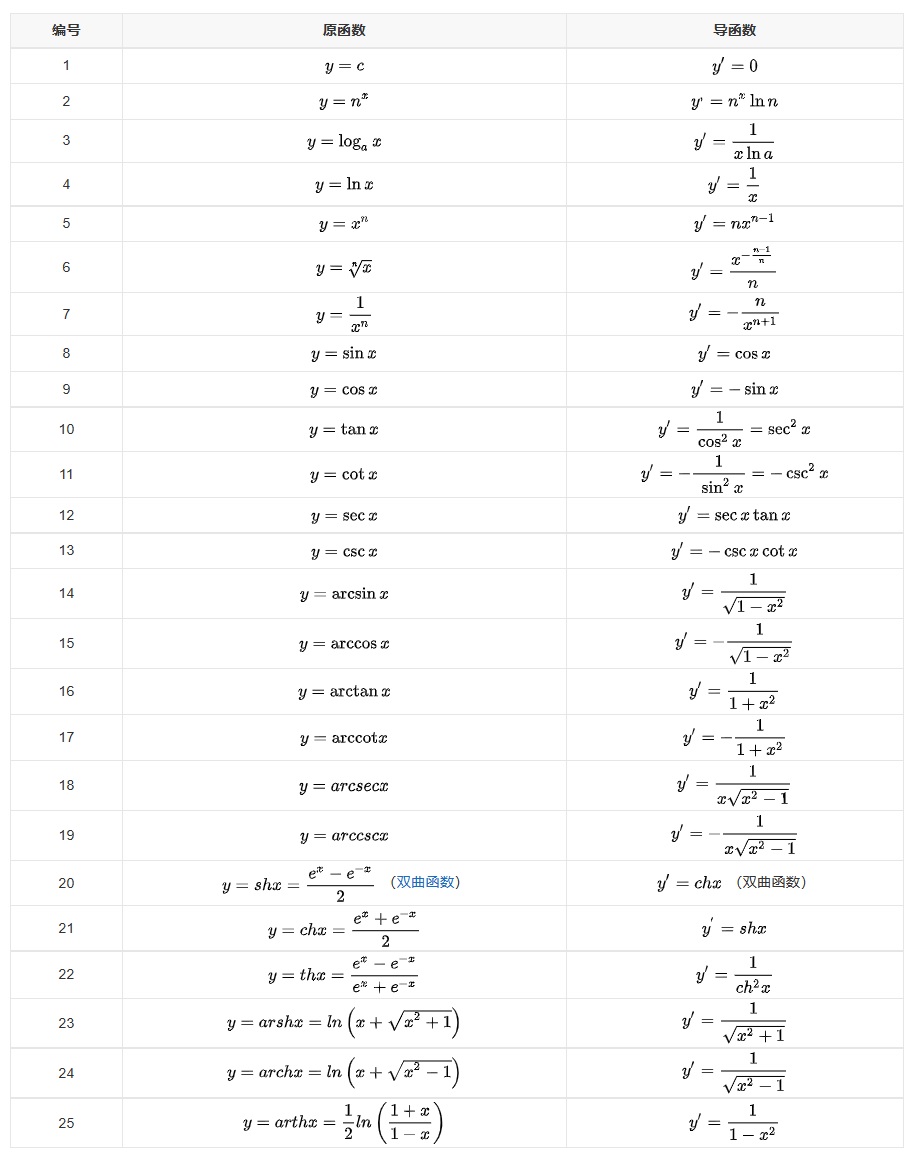 编号 原函数 导函数
1 y = c y′ = 0
2 y = n^x y' = n^x ln n
3 y = log_a x y′ = \frac{1}{x ln a}
4 y = ln x y′ = \frac{1}{x}
5 y = x^n y′ = nx^{n−1}
6 y = \sqrt[n]{x} y′ = \frac{x^{−\frac{n−1}{n}}}{n}
7 y = \frac{1}{x^n} y′ = −\frac{n}{x^{n+1}}
8 y = sin x y′ = cos x
9 y = cos x y′ = − sin x
10 y = tan x y′ = \frac{1}{cos^2 x} = sec^2 x
11 y = cot x y′ = −\frac{1}{sin^2 x} = − csc^2 x
12 y = sec x y′ = sec x tan x
13 y = csc x y′ = − csc x cot x
14 y = arcsin x y′ = \frac{1}{\sqrt{1 − x^2}}
15 y = arccos x y′ = −\frac{1}{\sqrt{1 − x^2}}
16 y = arctan x y′ = \frac{1}{1 + x^2}
17 y = arccotx y′ = −\frac{1}{1 + x^2}
18 y = arcsecx y′ = \frac{1}{x\sqrt{x^2 − 1}}
19 y = arccscx y′ = −\frac{1}{x\sqrt{x^2 − 1}}
20 y = shx = \frac{e^x − e^{−x}}{2} （双曲函数） y′ = chx （双曲函数）
21 y = chx = \frac{e^x + e^{−x}}{2} y′ = shx
22 y = thx = \frac{e^x − e^{−x}}{e^x + e^{−x}} y′ = \frac{1}{ch^2 x}
23 y = arshx = ln(x + \sqrt{x^2 + 1}) y′ = \frac{1}{\sqrt{x^2 + 1}}
24 y = archx = ln(x + \sqrt{x^2 − 1}) y′ = \frac{1}{\sqrt{x^2 − 1}}
25 y = arthx = \frac{1}{2}ln(\frac{1 + x}{1 − x}) y′ = \frac{1}{1 − x^2}